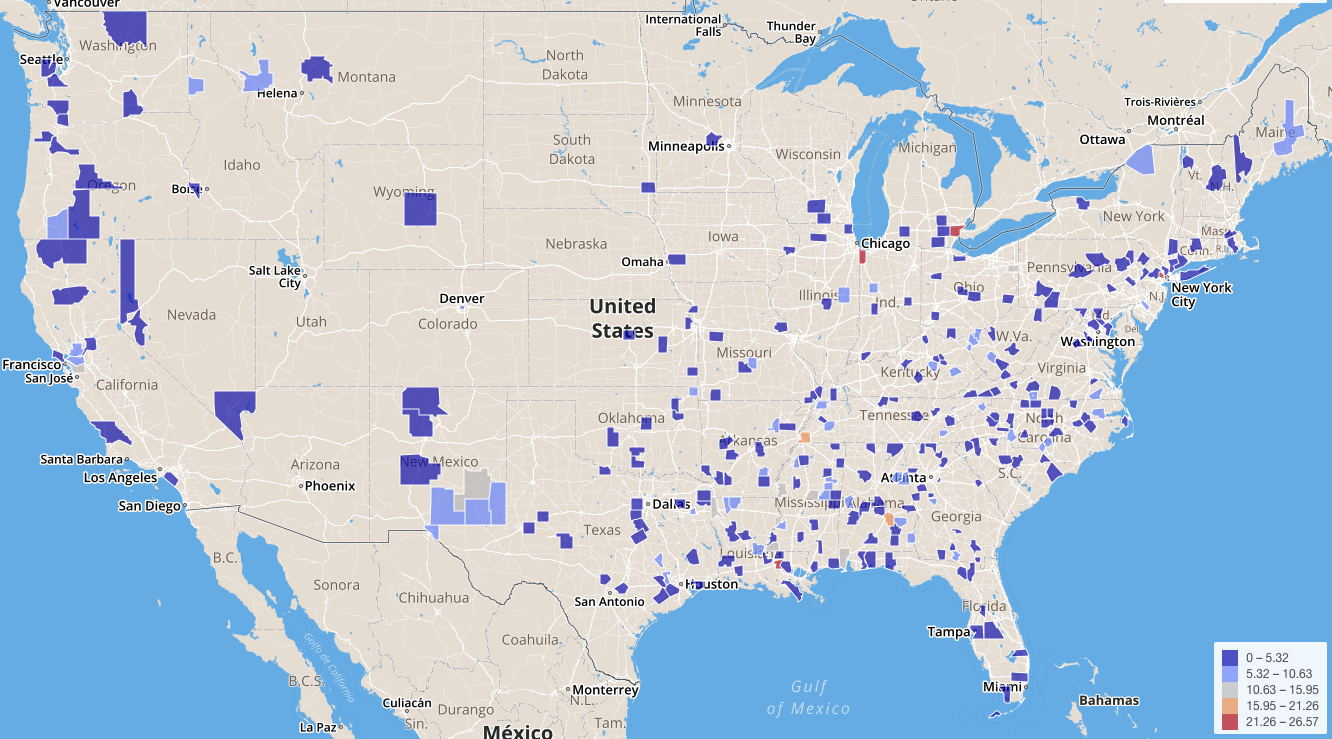 Vancouver
Washington
Seattle
International
Falls
Thunder
Bay
North
Dakota
Montana
Helena
Minnesota
Trois-Rivières
Montréal
Ottawa
Maine
South
Dakota
Minneapolis
Wisconsin
Michigan
Idaho
Oregon
Boise
Wyoming
Vt.
N.H.
New York
Mass.
Conn.
R.I.
Nebraska
Iowa
Chicago
Omaha
Salt Lake
City
Pennsylvania
New York
City
N.J.
Denver
Colorado
United
States
Illinois
Ind.
Ohio
Nevada
Utah
Md.
Del.
Washington
W.Va.
Missouri
Kentucky
Virginia
Francisco
San José
California
Oklahoma
Tennessee
North
Carolina
Arkansas
Santa Barbara
Los Angeles
Arizona
Phoenix
New Mexico
Atlanta
S.C.
San Diego
Dallas
Mississippi
Alabama
Georgia
Texas
Louisiana
B.C.
Sonora
Chihuahua
Houston
San Antonio
Florida
Tampa
Golfo de California
Coahuila
B.C.S.
Monterrey
N.L.
Miami
Gulf
of Mexico
Bahamas
Culiacán
Sin.
Durango
La Paz
Tam.
México
0 – 5.32
5.32 – 10.63
10.63 – 15.95
15.95 – 21.26
21.26 – 26.57